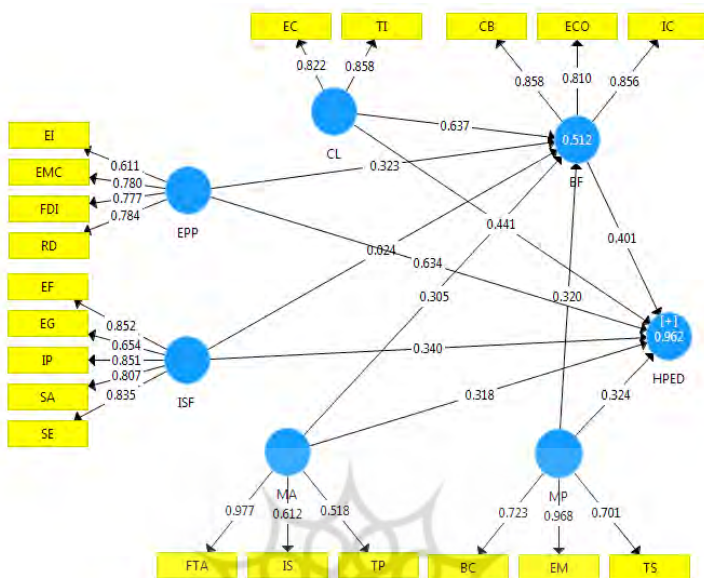 EC TI CB ECO IC
0.822 0.858 0.858 0.810 0.856
CL
0.637
0.512
EF
EI
EMC
FDI
RD
0.611
0.780
0.777
0.784
EPP
0.323
0.441
0.401
0.024
0.634
0.305
0.320
[+]
0.962
HPED
EF
EG
IP
SA
SE
0.852
0.654
0.851
0.807
0.835
ISF
0.340
0.318
0.324
MA
MP
0.977 0.612 0.518
0.723 0.968 0.701
FTA IS TP BC EM TS